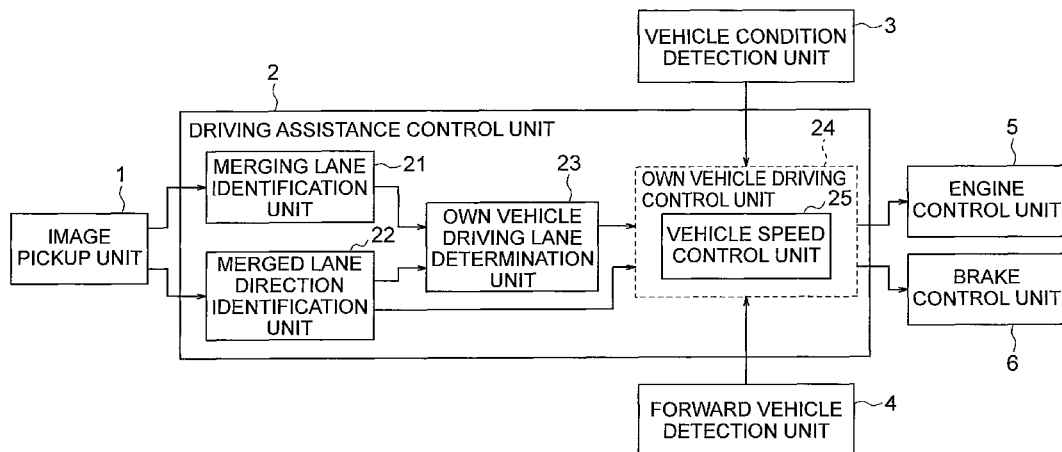 3
VEHICLE CONDITION
DETECTION UNIT
2
DRIVING ASSISTANCE CONTROL UNIT
1
IMAGE
PICKUP UNIT
21
MERGING LANE
IDENTIFICATION
UNIT
22
MERGED LANE
DIRECTION
IDENTIFICATION
UNIT
23
OWN VEHICLE
DRIVING LANE
DETERMINATION
UNIT
24
OWN VEHICLE DRIVING
CONTROL UNIT
25
VEHICLE SPEED
CONTROL UNIT
5
ENGINE
CONTROL UNIT
BRAKE
CONTROL UNIT
6
FORWARD VEHICLE
DETECTION UNIT
4